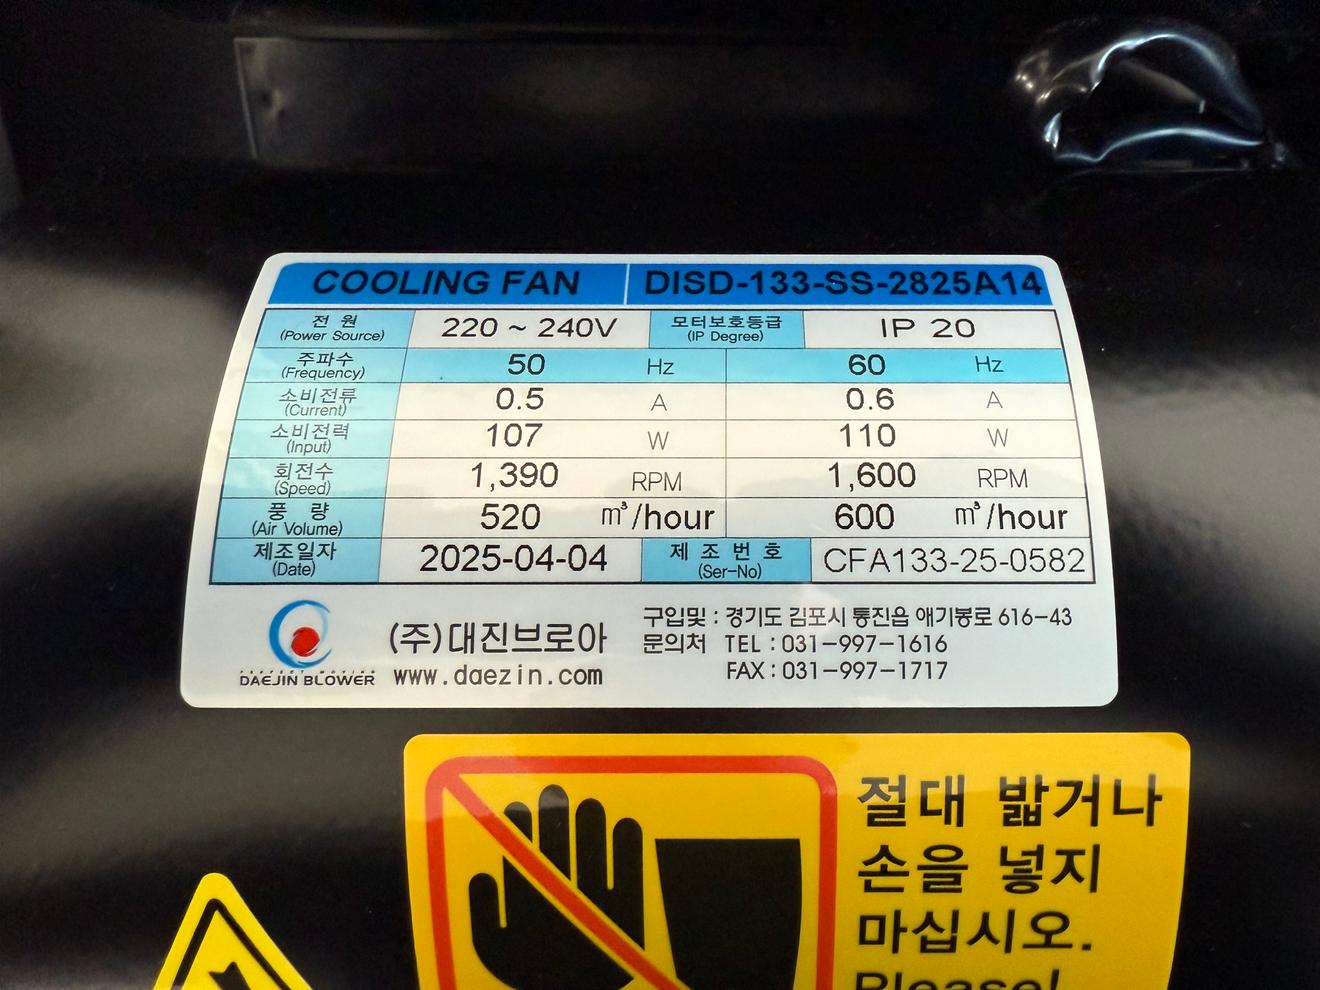 COOLING FAN DISD-133-SS-2825A14
전 원 (Power Source) 220 ~ 240V 모터보호등급 (IP Degree) IP 20
주파수 (Frequency) 50 Hz 60 Hz
소비전류 (Current) 0.5 A 0.6 A
소비전력 (Input) 107 W 110 W
회전수 (Speed) 1,390 RPM 1,600 RPM
풍 량 (Air Volume) 520 m³/hour 600 m³/hour
제조일자 (Date) 2025-04-04 제 조 번 호 (Ser-No) CFA133-25-0582
PERFECT MOVING
DAEJIN BLOWER
(주)대진브로아
www.daezin.com
구입및 : 경기도 김포시 통진읍 애기봉로 616-43
문의처 TEL : 031-997-1616
FAX : 031-997-1717
절대 밟거나
손을 넣지
마십시오.
Please!